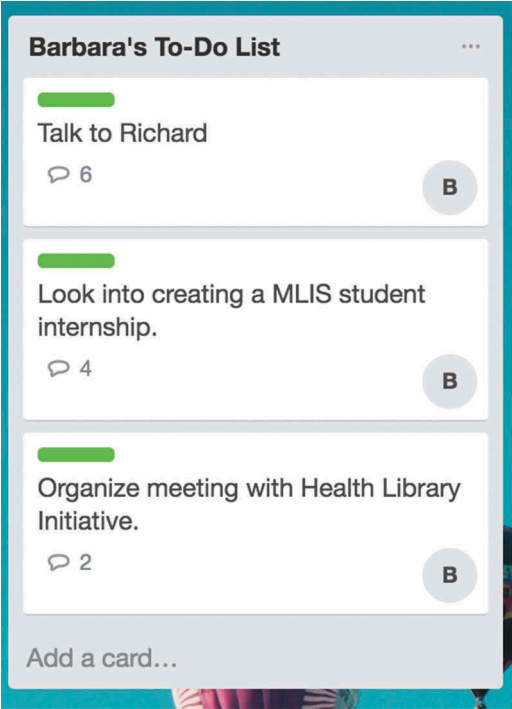 Barbara's To-Do List
Talk to Richard
6
B
Look into creating a MLIS student
internship.
4
B
Organize meeting with Health Library
Initiative.
2
B
Add a card...